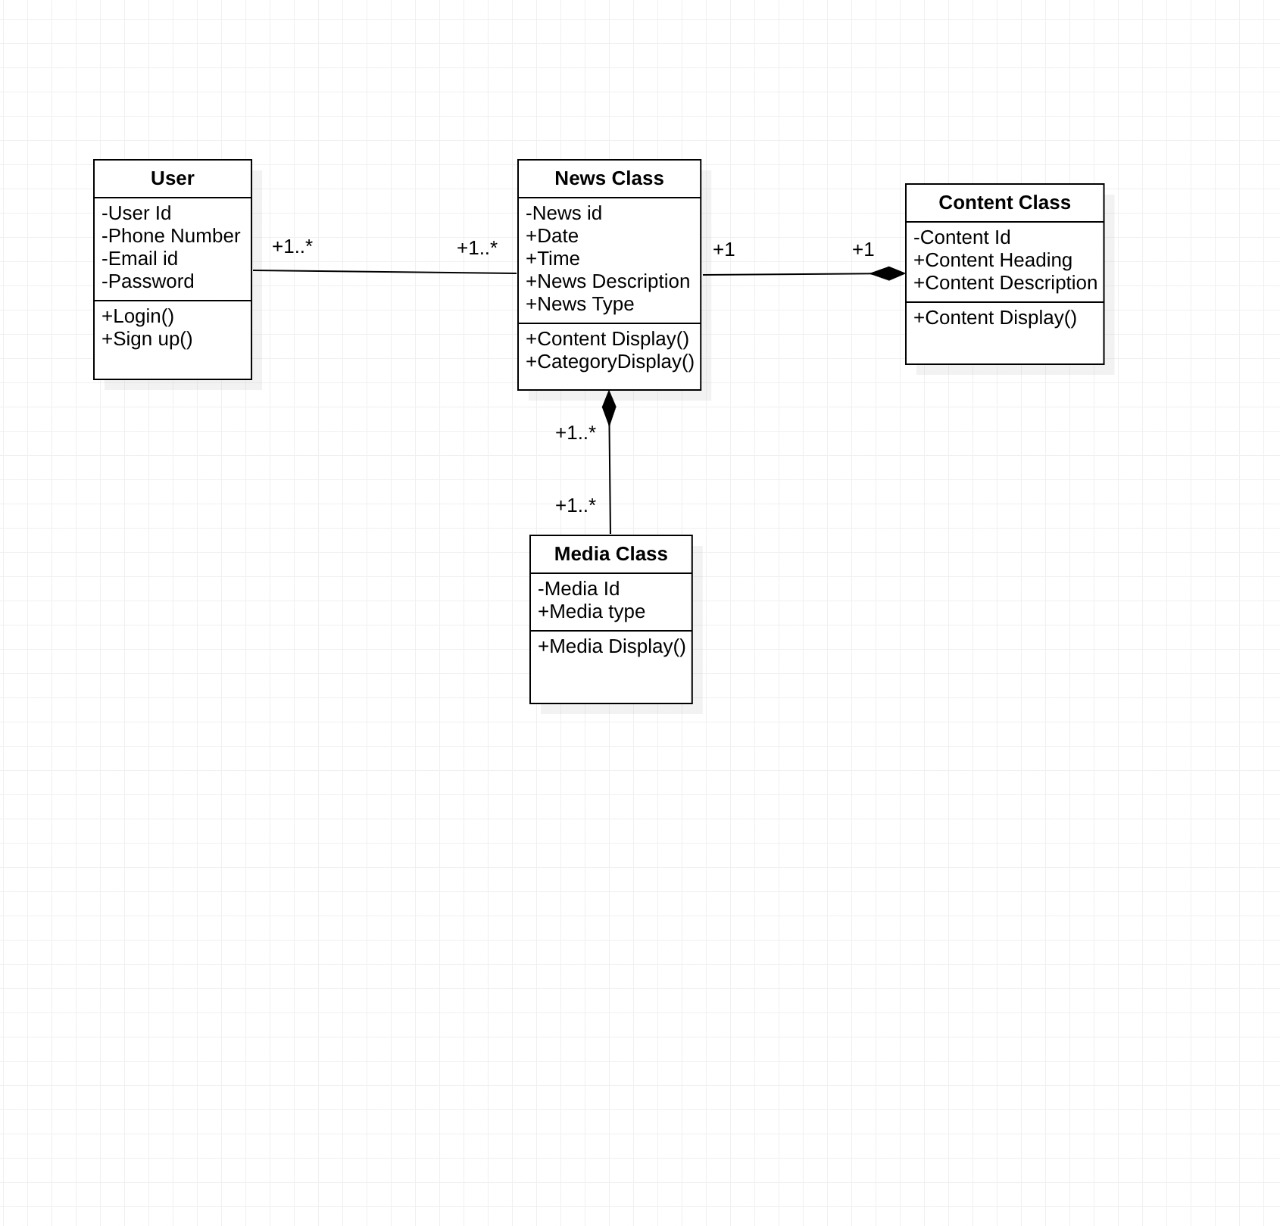 User
-User Id
-Phone Number
-Email id
-Password
+Login()
+Sign up()
+1..*
+1..*
News Class
-News id
+Date
+Time
+News Description
+News Type
+Content Display()
+CategoryDisplay()
+1
+1
Content Class
-Content Id
+Content Heading
+Content Description
+Content Display()
+1..*
+1..*
Media Class
-Media Id
+Media type
+Media Display()